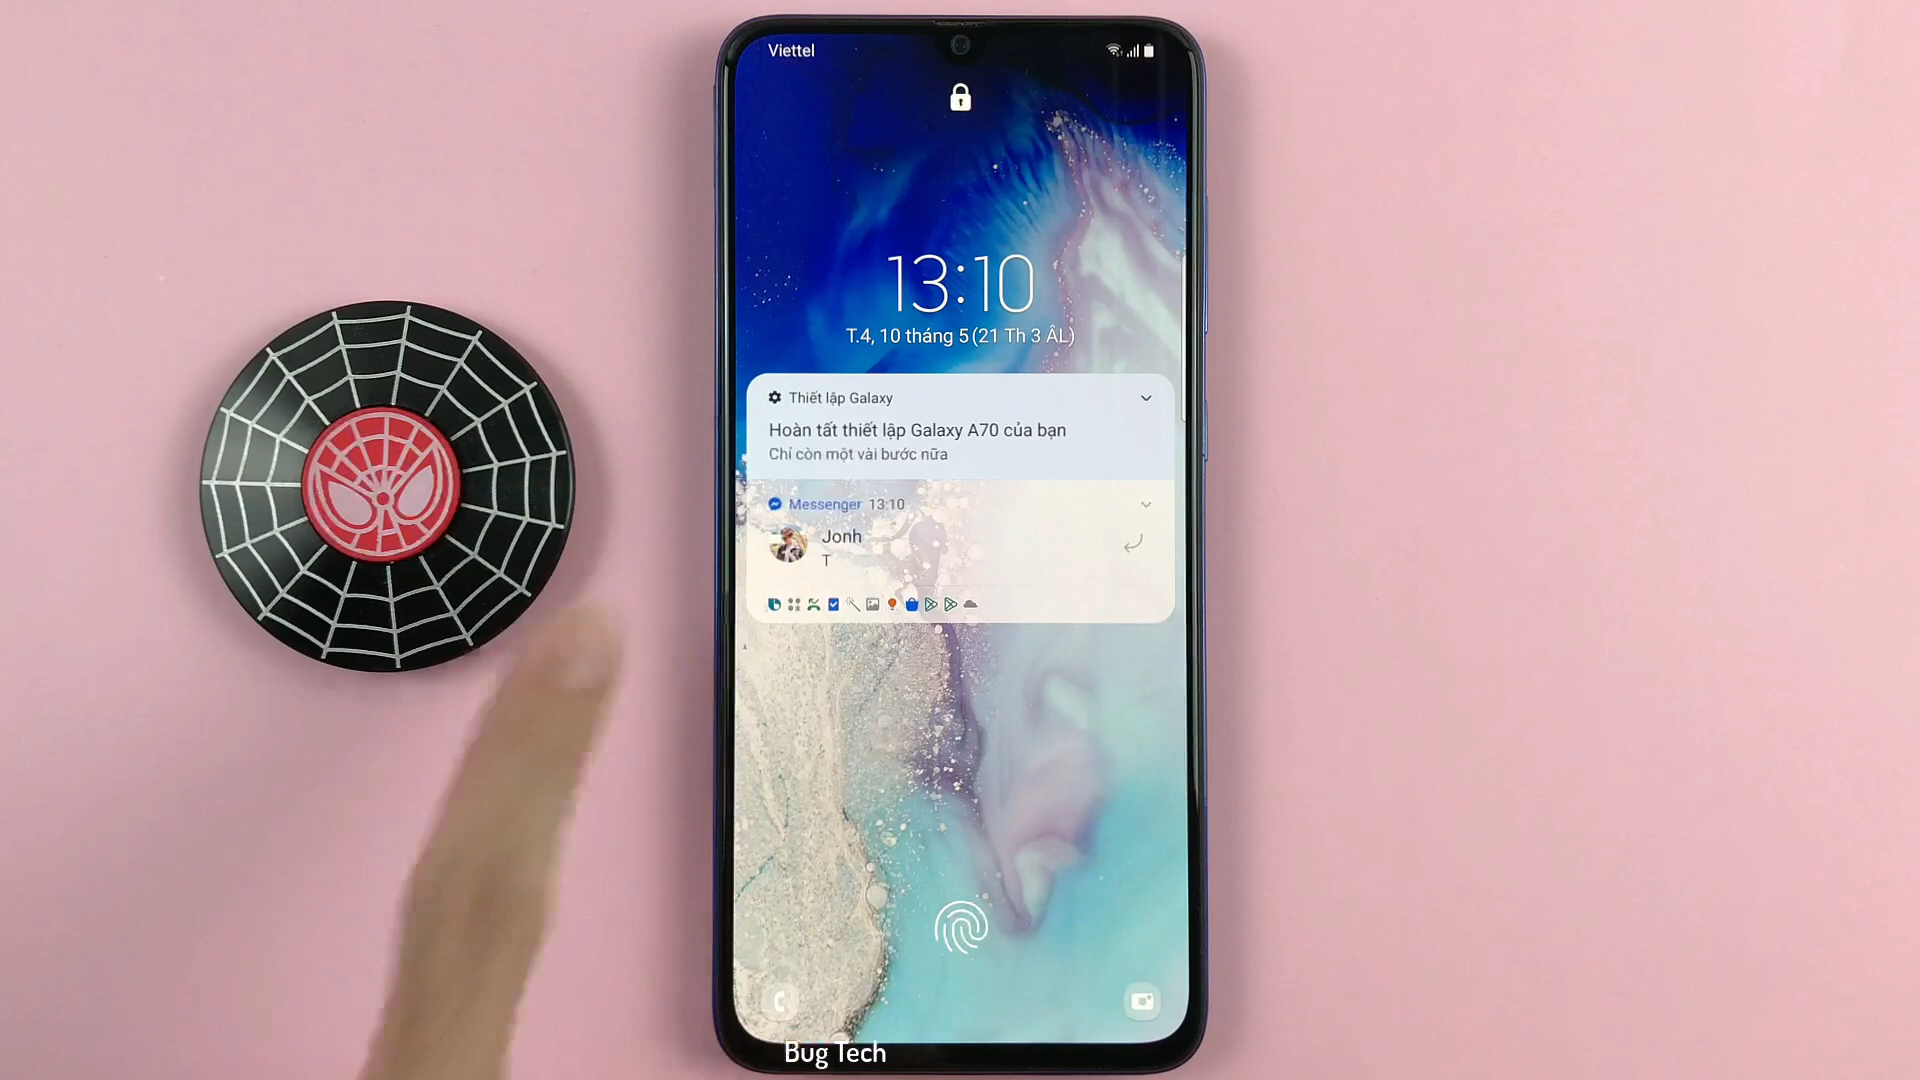 Viettel
13:10
T.4, 10 tháng 5(21 Th 3 ÂL)
Thiết lập Galaxy
Hoàn tất thiết lập Galaxy A70 của bạn
Chỉ còn một vài bước nữa
Messenger 13:10
Jonh
T
Bug Tech